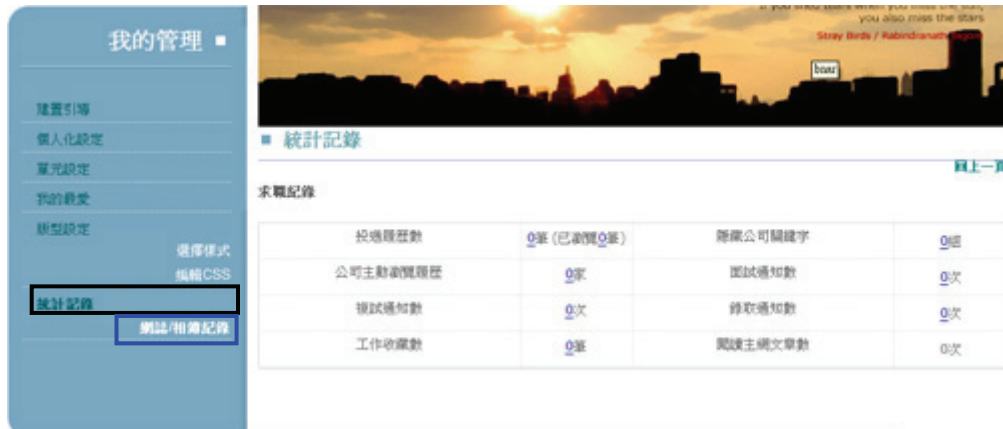 you also miss the stars
Stray Birds / Rabindranath Tagore
bear
我的管理
建置引導
個人化設定
單元設定
我的最愛
版型設定
選擇樣式
編輯CSS
統計記錄
網誌/相簿記錄
統計記錄
回上一頁
求職記錄
投遞履歷數 0筆 (已瀏覽0筆) 隱藏公司關鍵字 0組
公司主動瀏覽履歷 0家 面試通知數 0次
複試通知數 0次 錄取通知數 0次
工作收藏數 0筆 閱讀主網文章數 0次